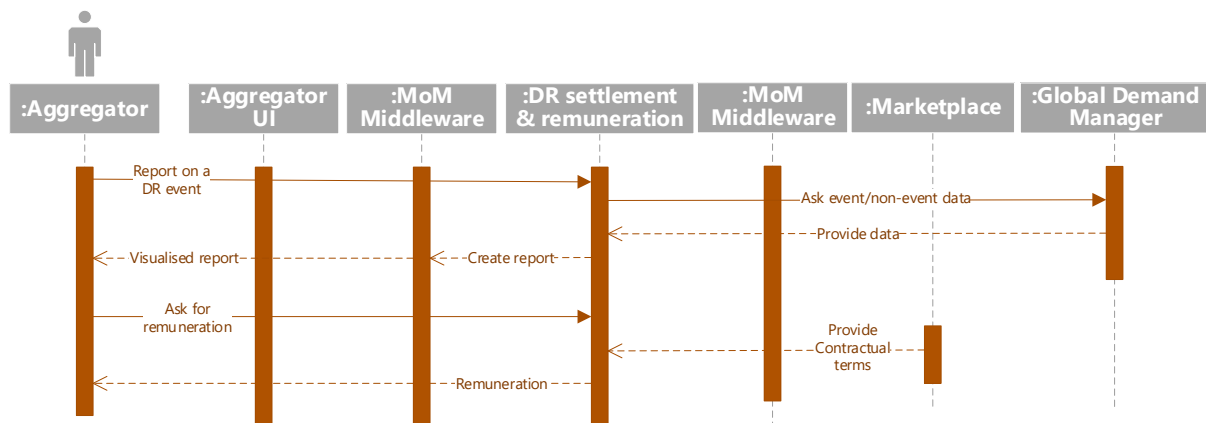 :Aggregator
:Aggregator
UI
:MoM
Middleware
:DR settlement
& remuneration)
:MoM
Middleware
:Marketplace
:Global Demand
Manager
Report on a
DR event
Ask event/non-event data
Provide data
Visualised report
Create report
Ask for
remuneration
Provide
Contractual
terms
Remuneration